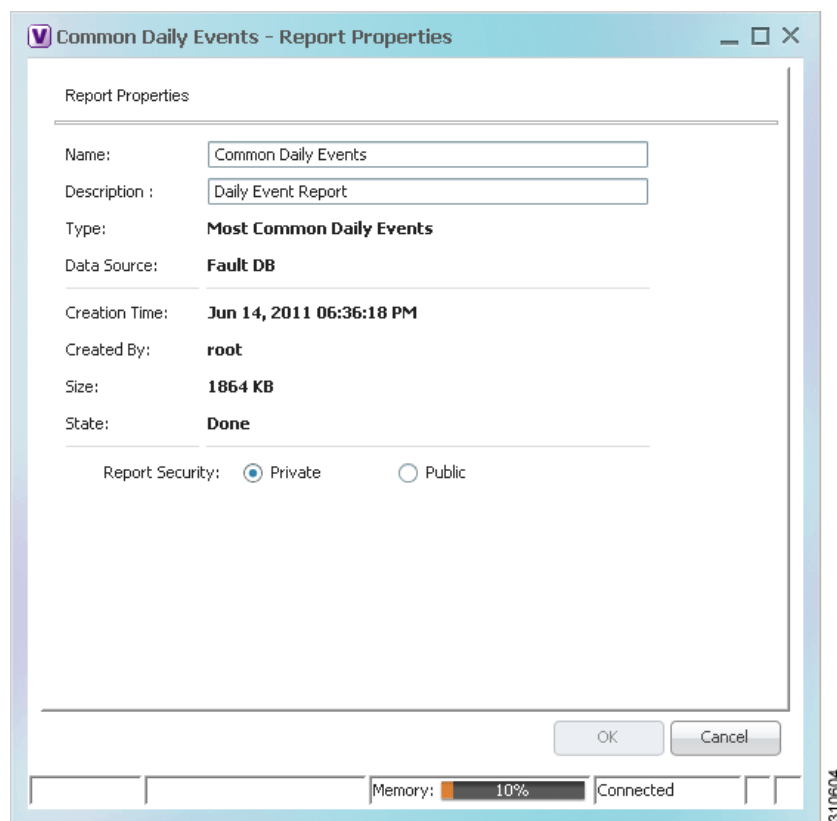 V Common Daily Events - Report Properties
Report Properties
Name: Common Daily Events
Description : Daily Event Report
Type: Most Common Daily Events
Data Source: Fault DB
Creation Time: Jun 14, 2011 06:36:18 PM
Created By: root
Size: 1864 KB
State: Done
Report Security: Private Public
OK Cancel
Memory: 10% Connected
310604